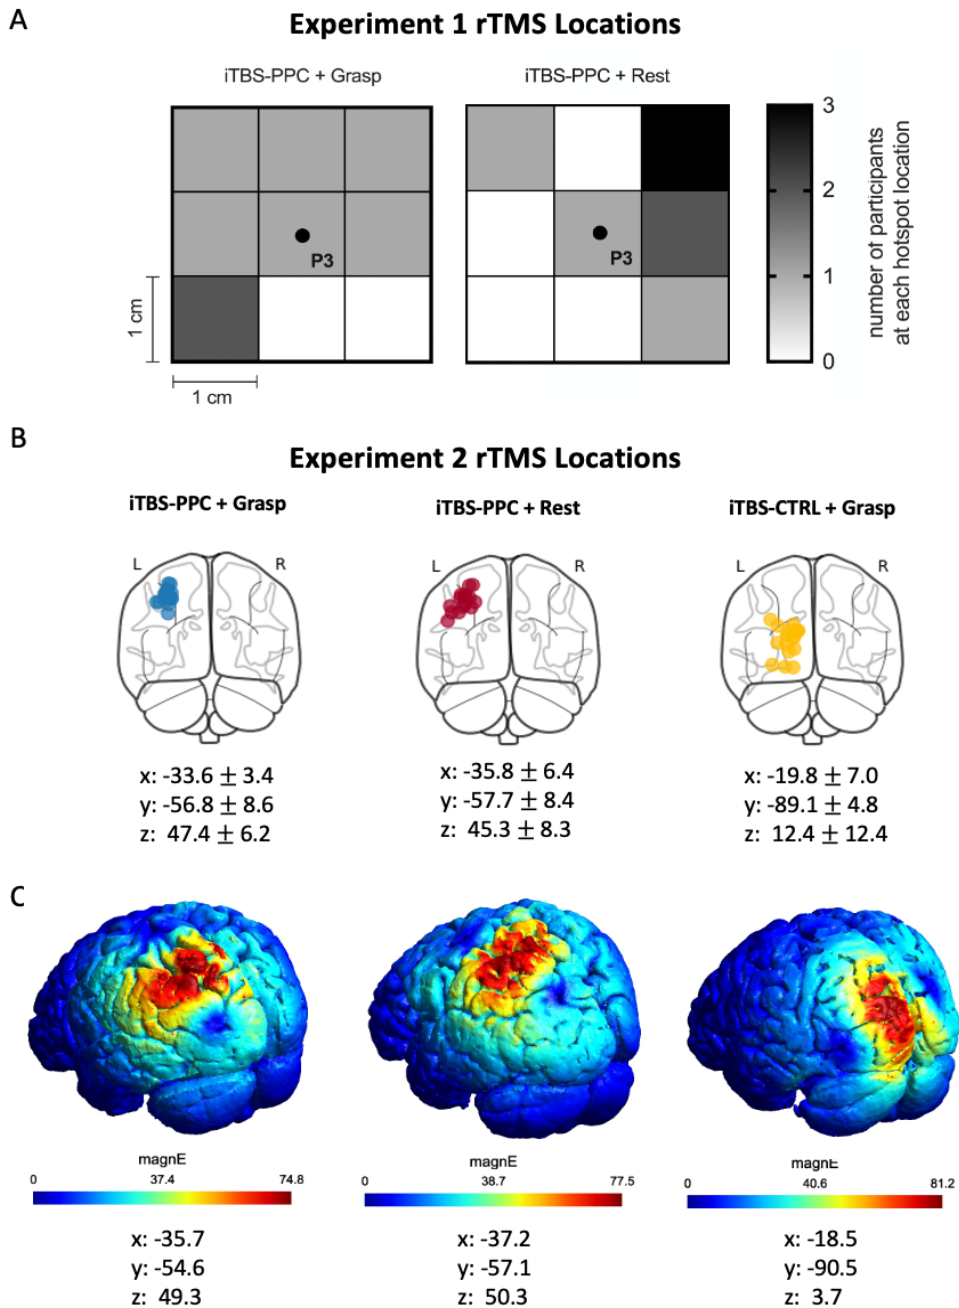 A
Experiment 1 rTMS Locations
iTBS-PPC + Grasp
iTBS-PPC + Rest
P3
P3
1 cm
1 cm
3
2
1
0
number of participants
at each hotspot location
B
Experiment 2 rTMS Locations
iTBS-PPC + Grasp
iTBS-PPC + Rest
iTBS-CTRL + Grasp
L R
L R
L R
x: -33.6 ± 3.4
y: -56.8 ± 8.6
z: 47.4 ± 6.2
x: -35.8 ± 6.4
y: -57.7 ± 8.4
z: 45.3 ± 8.3
x: -19.8 ± 7.0
y: -89.1 ± 4.8
z: 12.4 ± 12.4
C
magnE
0 37.4 74.8
magnE
0 38.7 77.5
magnE
0 40.6 81.2
x: -35.7
y: -54.6
z: 49.3
x: -37.2
y: -57.1
z: 50.3
x: -18.5
y: -90.5
z: 3.7